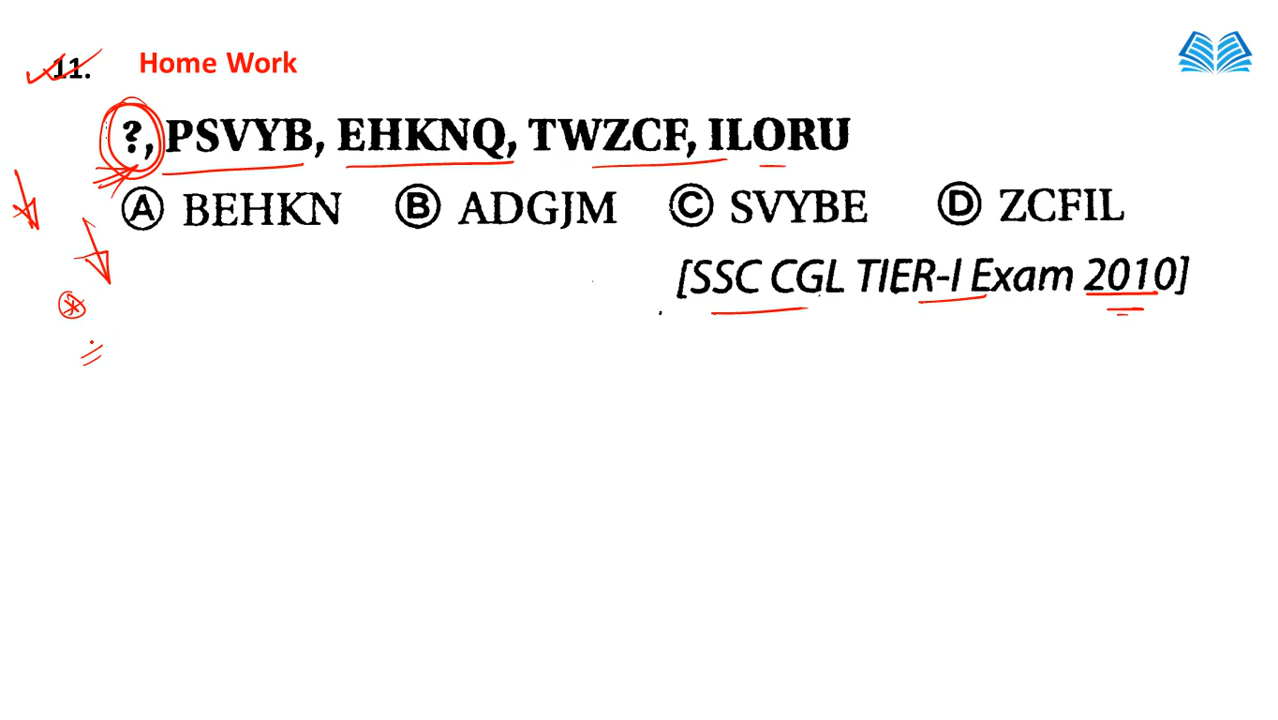 11. Home Work
?, PSVYB, EHKNQ, TWZCF, ILORU
Ⓐ BEHKN Ⓑ ADGJM Ⓒ SVYBE Ⓓ ZCFIL
[SSC CGL TIER-I Exam 2010]